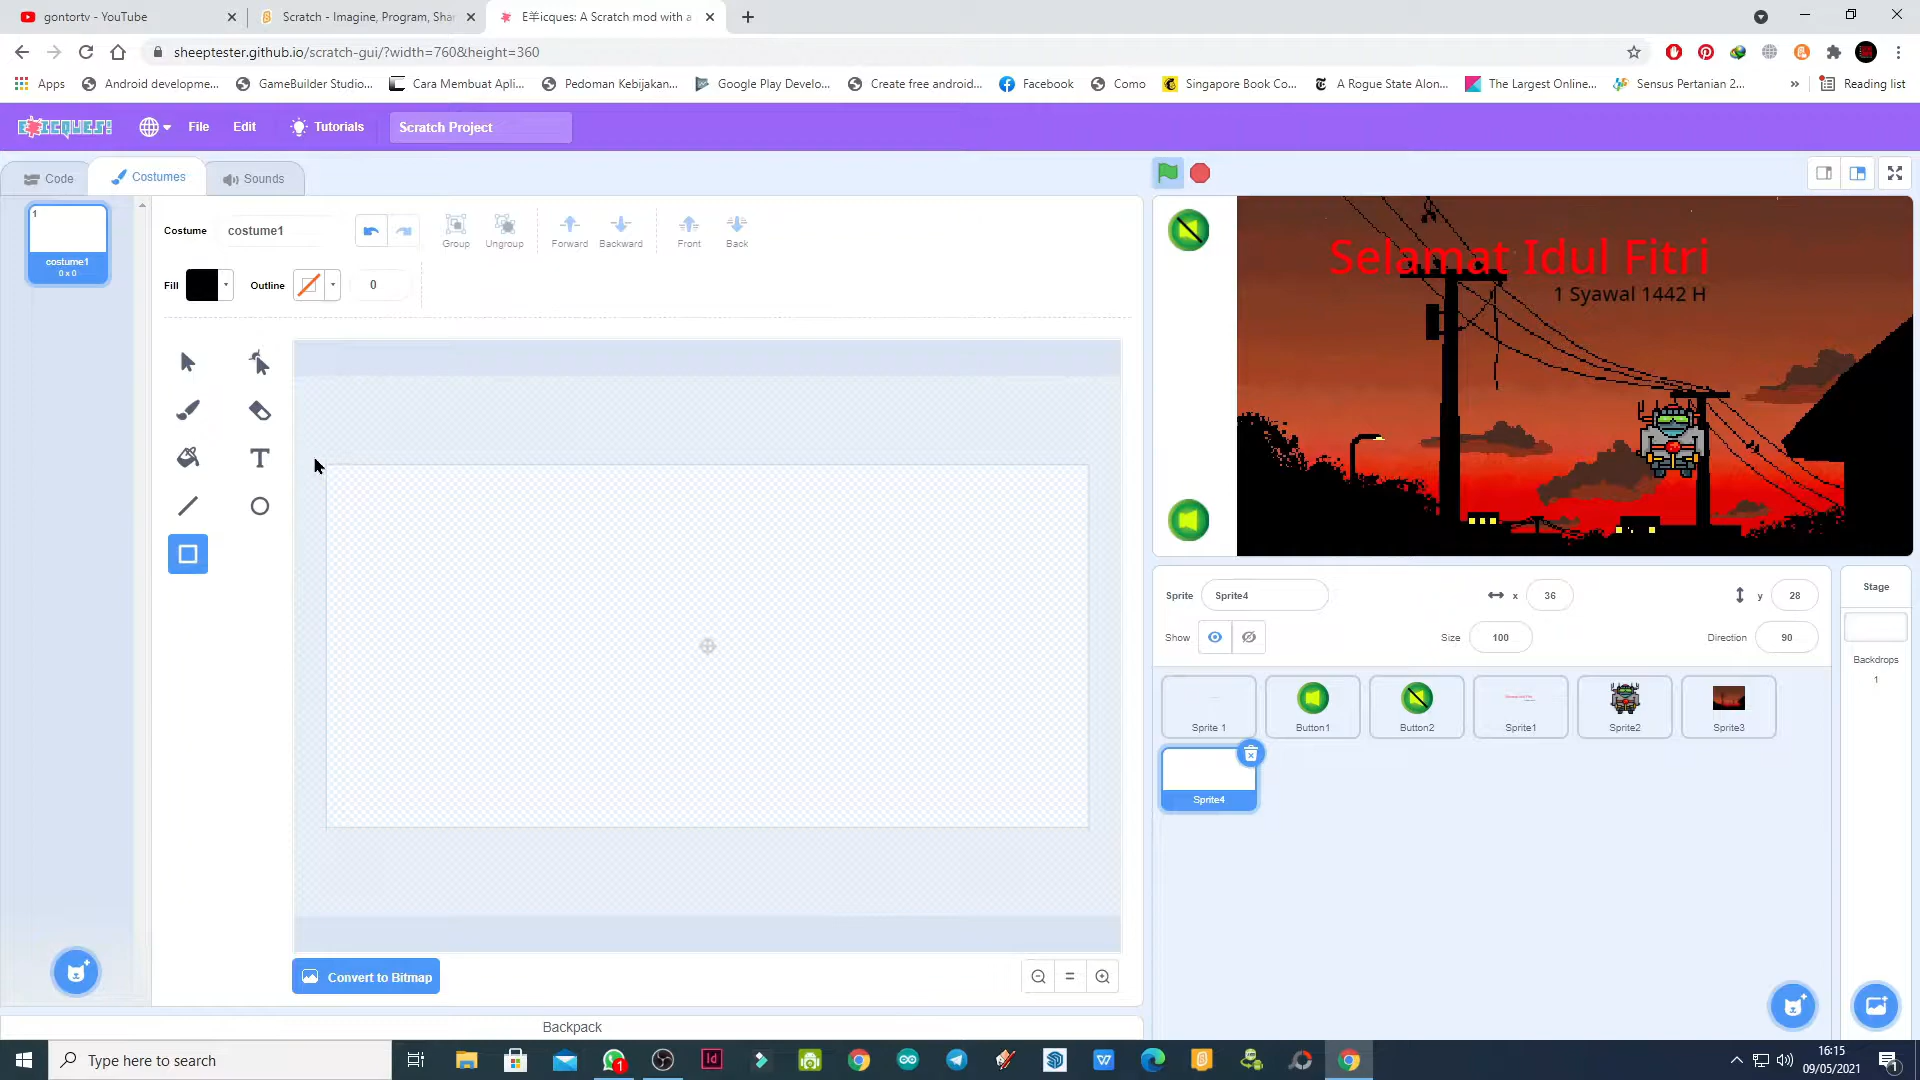 gontortv - YouTube
Scratch - Imagine, Program, Shar
E羊icques: A Scratch mod with a
sheeptester.github.io/scratch-gui/?width=760&height=360
Apps
Android developme...
GameBuilder Studio...
Cara Membuat Apli...
Pedoman Kebijakan...
Google Play Develo...
Create free android...
Facebook
Como
Singapore Book Co...
A Rogue State Alon...
The Largest Online...
Sensus Pertanian 2...
»
Reading list
File
Edit
Tutorials
Scratch Project
Code
Costumes
Sounds
1
costume1
0 x 0
Costume
costume1
Group
Ungroup
Forward
Backward
Front
Back
Fill
Outline
0
T
Convert to Bitmap
Backpack
Selamat Idul Fitri
1 Syawal 1442 H
Sprite
Sprite4
x
36
y
28
Show
Size
100
Direction
90
Sprite 1
Button1
Button2
Sprite1
Sprite2
Sprite3
Sprite4
Stage
Backdrops
1
Type here to search
1
Id
16:15
09/05/2021
1